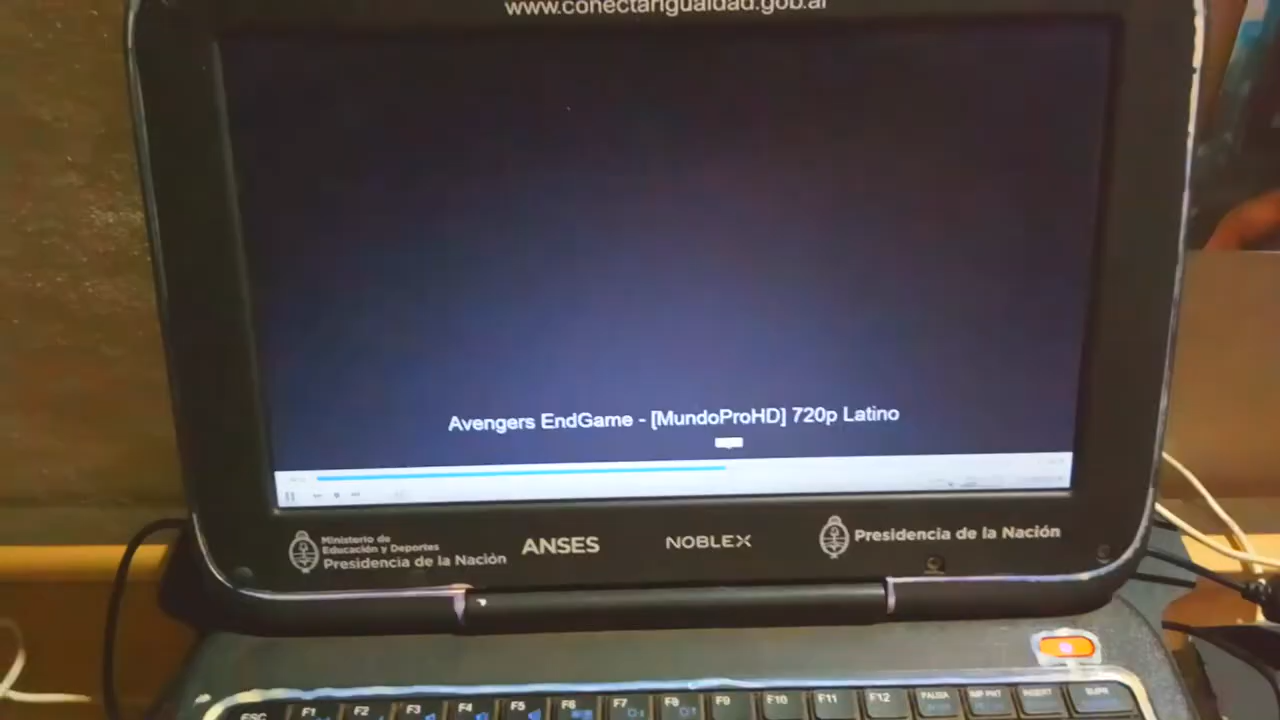 www.conectarigualdad.gob.ar
Avengers EndGame - [MundoProHD] 720p Latino
Ministerio de
Educación y Deportes
Presidencia de la Nación
ANSES
NOBLEX
Presidencia de la Nación
ESC F1 F2 F3 F4 F5 F6 F7 F8 F9 F10 F11 F12 PAUSA IMP PNT INSERT SUPR